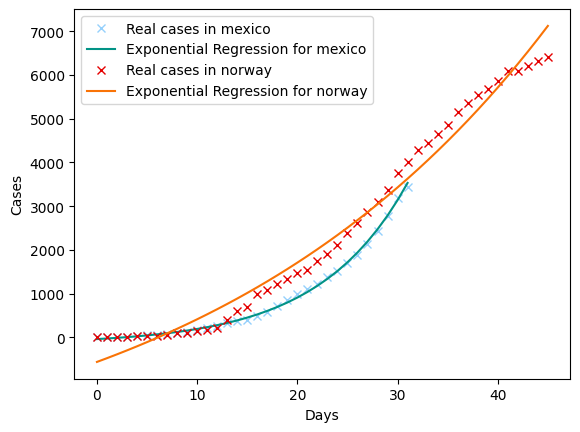 Real cases in mexico
Exponential Regression for mexico
Real cases in norway
Exponential Regression for norway
7000
6000
5000
4000
3000
2000
1000
0
Cases
0 10 20 30 40
Days